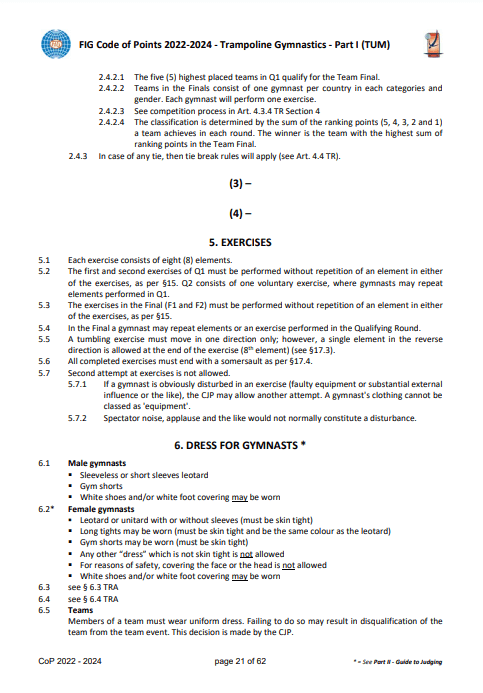 FIG Code of Points 2022-2024 - Trampoline Gymnastics - Part I (TUM)
2.4.2.1 The five (5) highest placed teams in Q1 qualify for the Team Final.
2.4.2.2 Teams in the Finals consist of one gymnast per country in each categories and
gender. Each gymnast will perform one exercise.
2.4.2.3 See competition process in Art. 4.3.4 TR Section 4
2.4.2.4 The classification is determined by the sum of the ranking points (5, 4, 3, 2 and 1)
a team achieves in each round. The winner is the team with the highest sum of
ranking points in the Team Final.
2.4.3 In case of any tie, then tie break rules will apply (see Art. 4.4 TR).
(3) –
(4) –
5. EXERCISES
5.1 Each exercise consists of eight (8) elements.
5.2 The first and second exercises of Q1 must be performed without repetition of an element in either
of the exercises, as per §15. Q2 consists of one voluntary exercise, where gymnasts may repeat
elements performed in Q1.
5.3 The exercises in the Final (F1 and F2) must be performed without repetition of an element in either
of the exercises, as per §15.
5.4 In the Final a gymnast may repeat elements or an exercise performed in the Qualifying Round.
5.5 A tumbling exercise must move in one direction only; however, a single element in the reverse
direction is allowed at the end of the exercise (8th element) (see §17.3).
5.6 All completed exercises must end with a somersault as per §17.4.
5.7 Second attempt at exercises is not allowed.
5.7.1 If a gymnast is obviously disturbed in an exercise (faulty equipment or substantial external
influence or the like), the CJP may allow another attempt. A gymnast's clothing cannot be
classed as 'equipment'.
5.7.2 Spectator noise, applause and the like would not normally constitute a disturbance.
6. DRESS FOR GYMNASTS *
6.1 Male gymnasts
▪ Sleeveless or short sleeves leotard
▪ Gym shorts
▪ White shoes and/or white foot covering may be worn
6.2* Female gymnasts
▪ Leotard or unitard with or without sleeves (must be skin tight)
▪ Long tights may be worn (must be skin tight and be the same colour as the leotard)
▪ Gym shorts may be worn (must be skin tight)
▪ Any other “dress” which is not skin tight is not allowed
▪ For reasons of safety, covering the face or the head is not allowed
▪ White shoes and/or white foot covering may be worn
6.3 see § 6.3 TRA
6.4 see § 6.4 TRA
6.5 Teams
Members of a team must wear uniform dress. Failing to do so may result in disqualification of the
team from the team event. This decision is made by the CJP.
CoP 2022 - 2024 page 21 of 62 * = See Part II - Guide to Judging